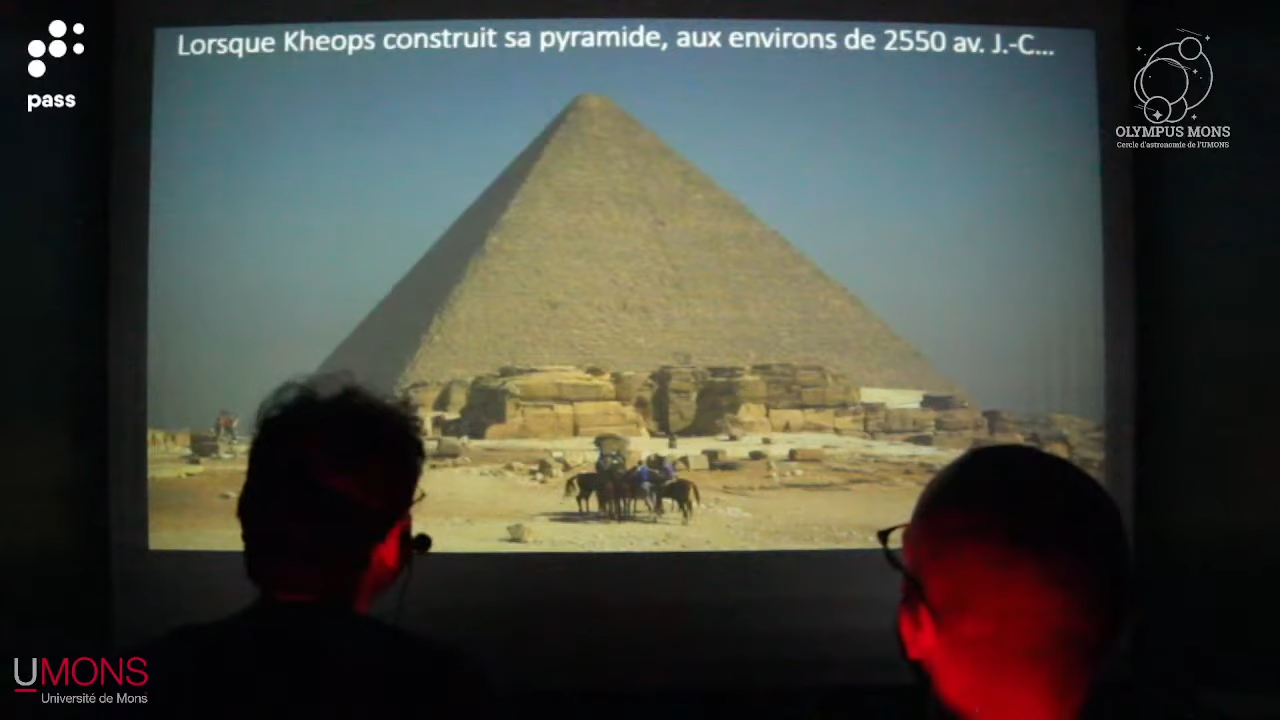 Lorsque Kheops construit sa pyramide, aux environs de 2550 av. J.-C...
pass
OLYMPUS MONS
Cercle d'astronomie de l'UMONS
UMONS
Université de Mons